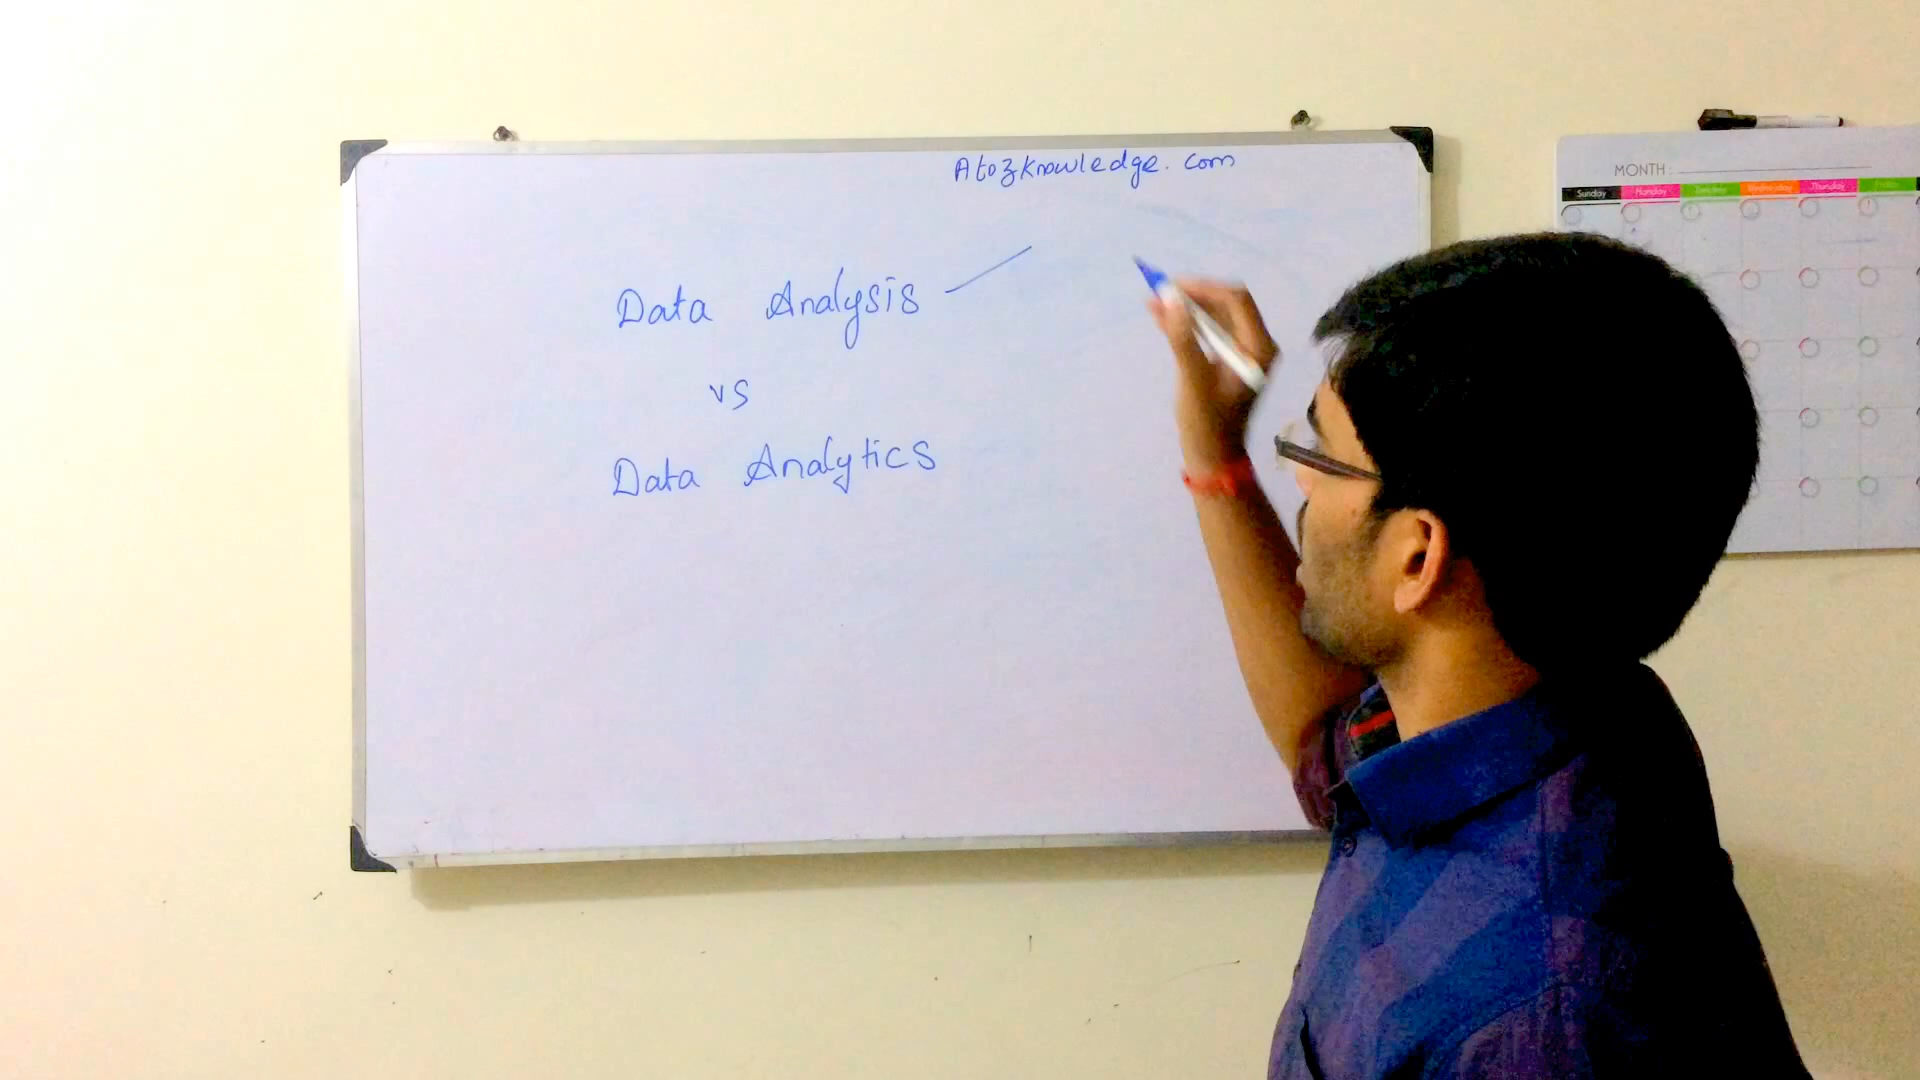 Atozknowledge.com
Data Analysis
vs
Data Analytics
MONTH:
Sunday Monday Tuesday Wednesday Thursday Friday